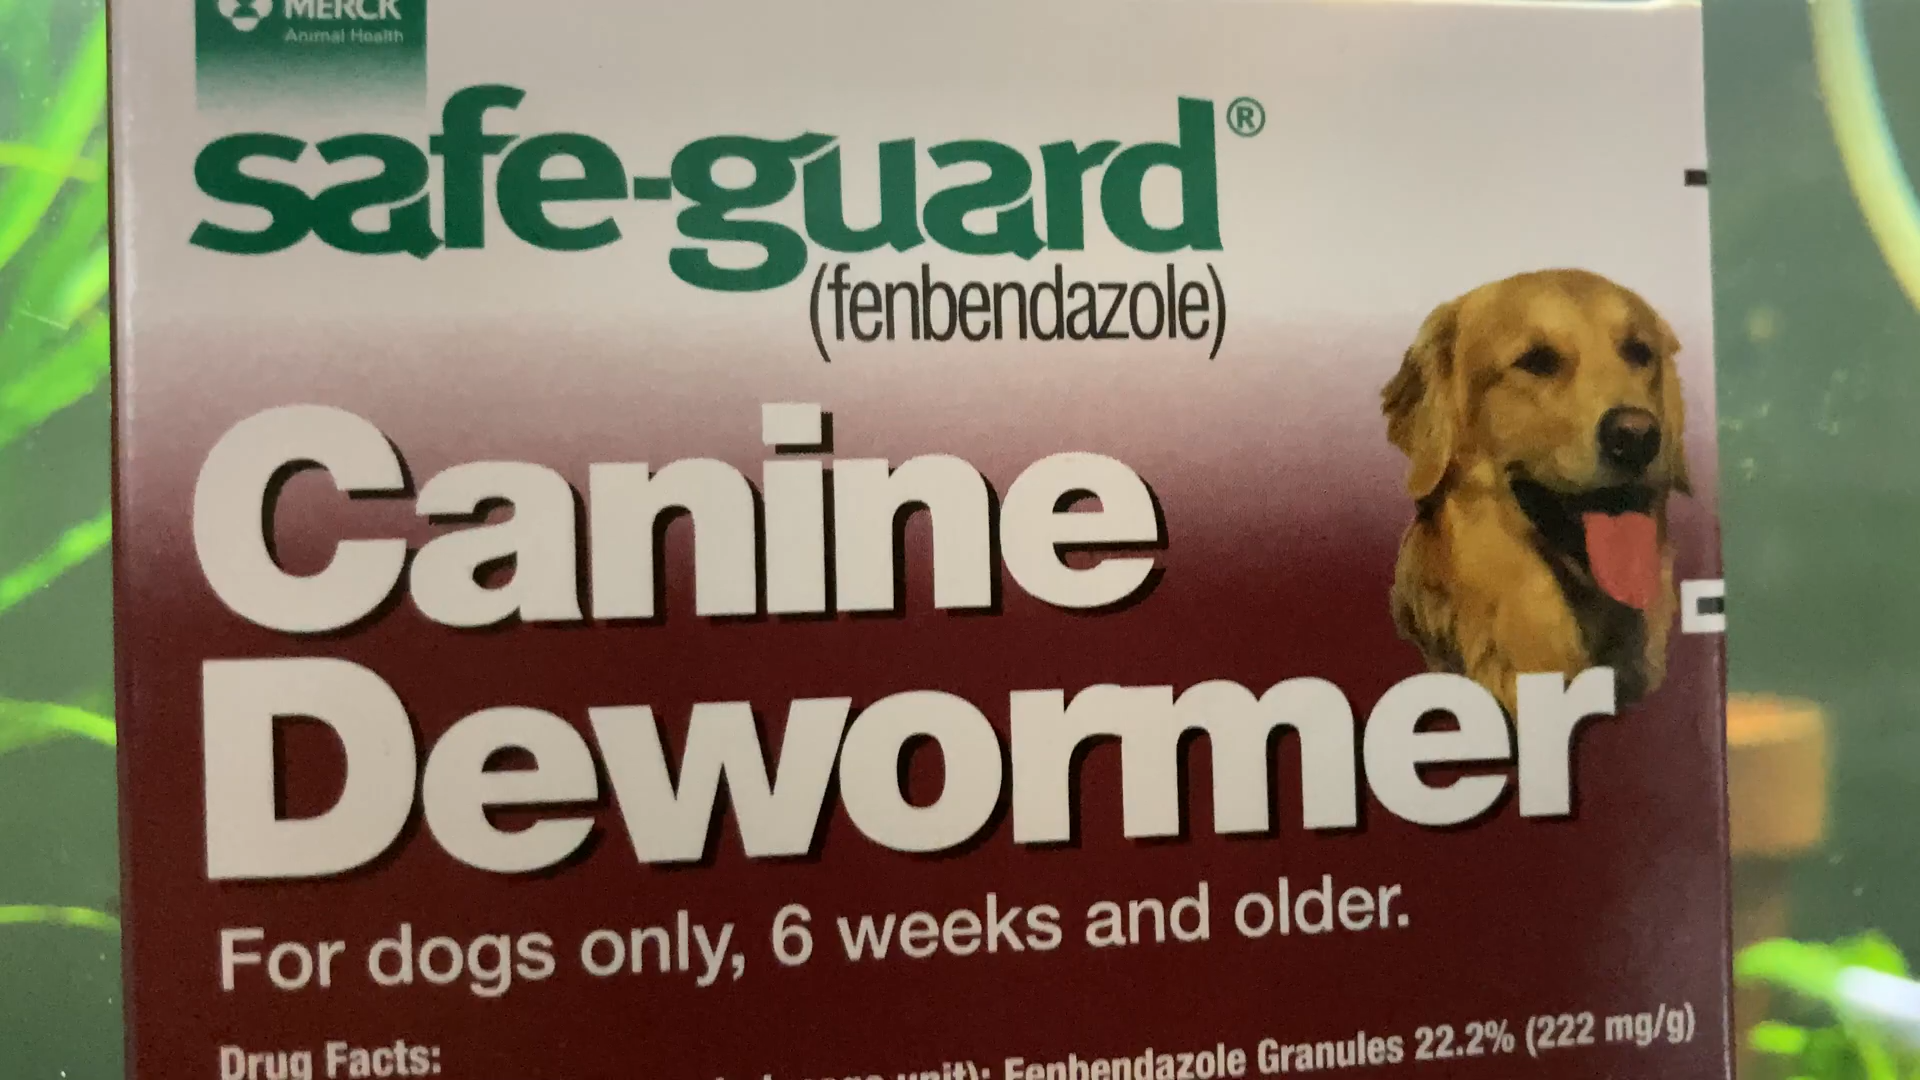 MERCK
Animal Health
safe-guard®
(fenbendazole)
Canine
Dewormer
For dogs only, 6 weeks and older.
Drug Facts:
unit): Fenbendazole Granules 22.2% (222 mg/g)